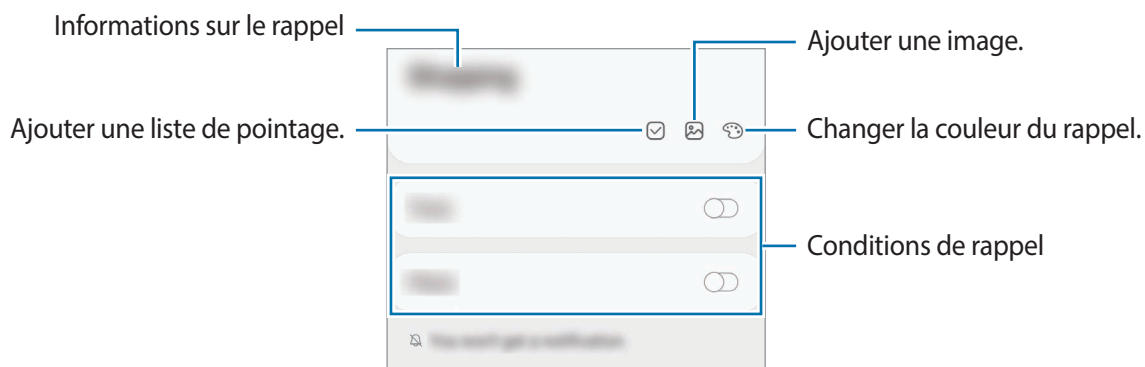 Informations sur le rappel
Ajouter une image.
Ajouter une liste de pointage.
Changer la couleur du rappel.
Conditions de rappel